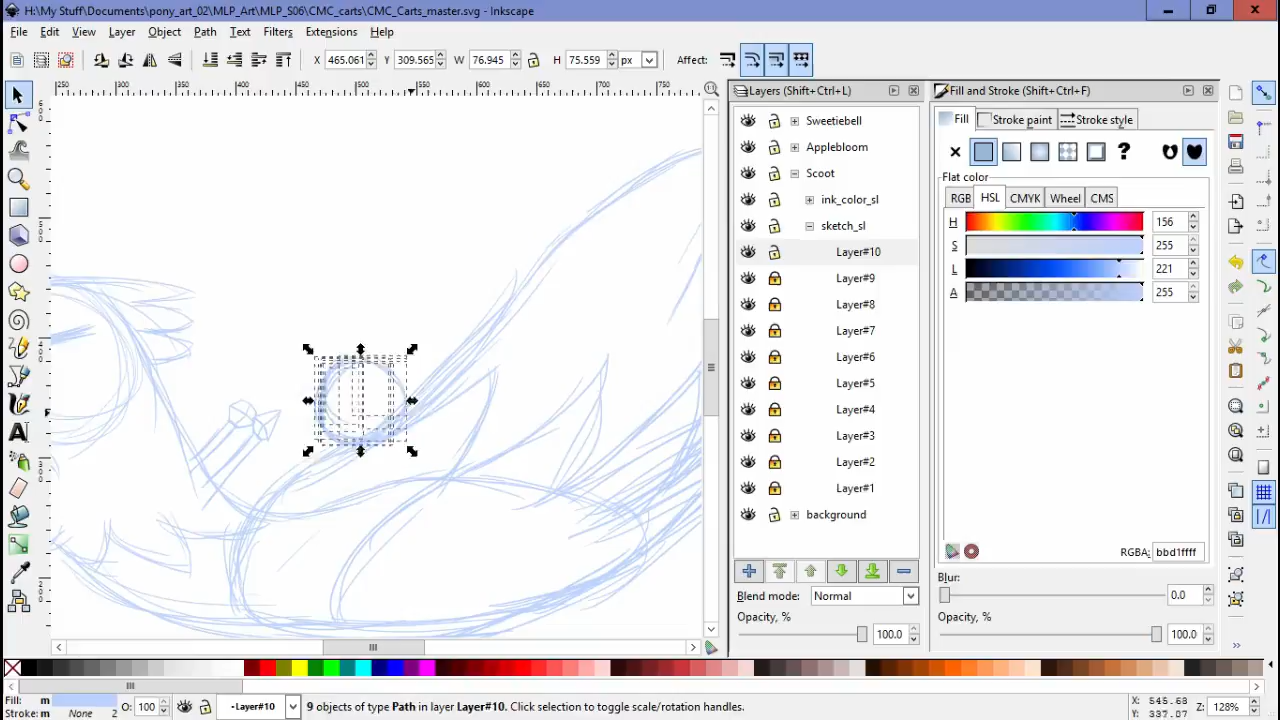 H:\My Stuff\Documents\pony_art_02\MLP_Art\MLP_S06\CMC_carts\CMC_Carts_master.svg - Inkscape
File Edit View Layer Object Path Text Filters Extensions Help
X 465.061 Y 309.565 W 76.945 H 75.559 px Affect:
Layers (Shift+Ctrl+L)
Fill and Stroke (Shift+Ctrl+F)
Fill Stroke paint Stroke style
Sweetiebell
Applebloom
Scoot
ink_color_sl
sketch_sl
Layer#10
Layer#9
Layer#8
Layer#7
Layer#6
Layer#5
Layer#4
Layer#3
Layer#2
Layer#1
background
Blend mode: Normal
Opacity, % 100.0
?
Flat color
RGB HSL CMYK Wheel CMS
H 156
S 255
L 221
A 255
RGBA: bbd1ffff
Blur:
0.0
Opacity, %
100.0
Fill: m
Stroke: m None 2
O: 100
·Layer#10
9 objects of type Path in layer Layer#10. Click selection to toggle scale/rotation handles.
X: 545.68
Y: 337.07
Z: 128%